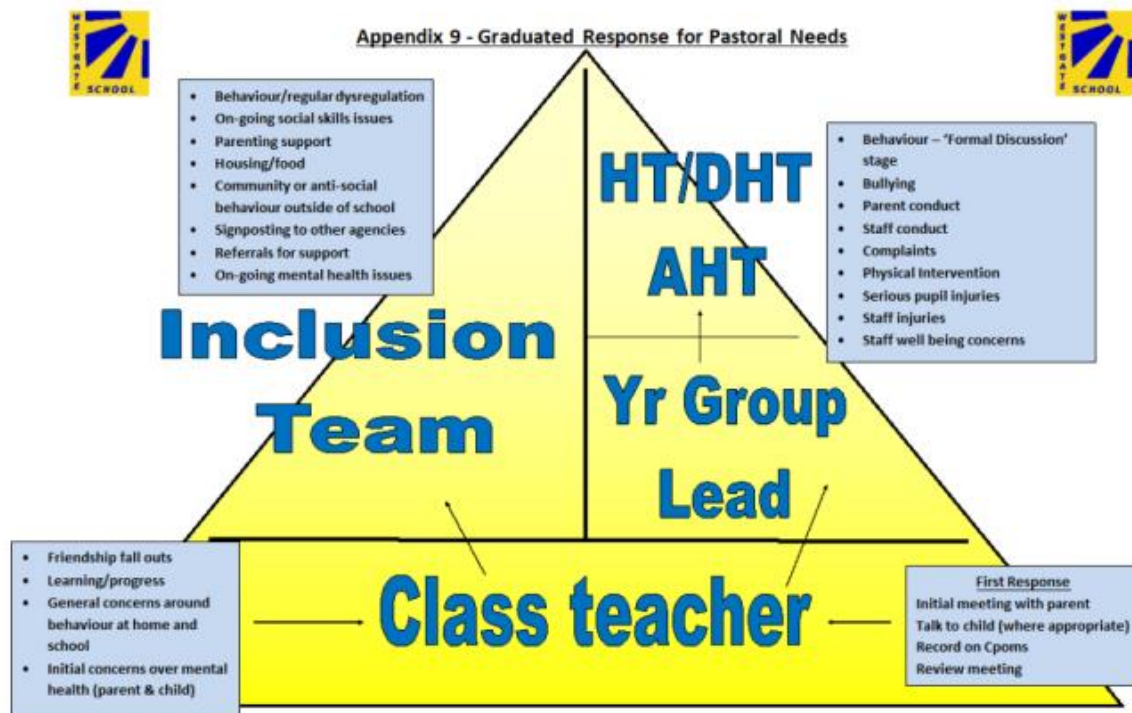 Appendix 9 - Graduated Response for Pastoral Needs
WESTGATE
SCHOOL
WESTGATE
SCHOOL
• Behaviour/regular dysregulation
• On-going social skills issues
• Parenting support
• Housing/food
• Community or anti-social
behaviour outside of school
• Signposting to other agencies
• Referrals for support
• On-going mental health issues
• Behaviour – ‘Formal Discussion’
stage
• Bullying
• Parent conduct
• Staff conduct
• Complaints
• Physical Intervention
• Serious pupil injuries
• Staff injuries
• Staff well being concerns
HT/DHT
AHT
Inclusion
Team
Yr Group
Lead
• Friendship fall outs
• Learning/progress
• General concerns around
behaviour at home and
school
• Initial concerns over mental
health (parent & child)
Class teacher
First Response
Initial meeting with parent
Talk to child (where appropriate)
Record on Cpoms
Review meeting